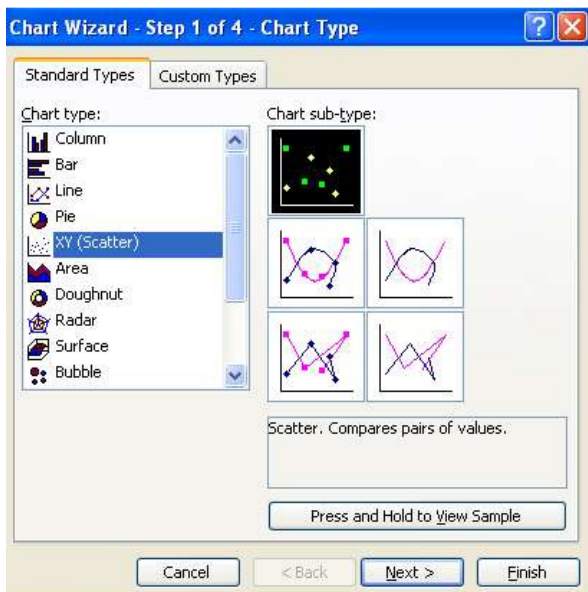 Chart Wizard - Step 1 of 4 - Chart Type
Standard Types
Custom Types
Chart type:
Column
Bar
Line
Pie
XY (Scatter)
Area
Doughnut
Radar
Surface
Bubble
Chart sub-type:
Scatter. Compares pairs of values.
Press and Hold to View Sample
Cancel
< Back
Next >
Finish